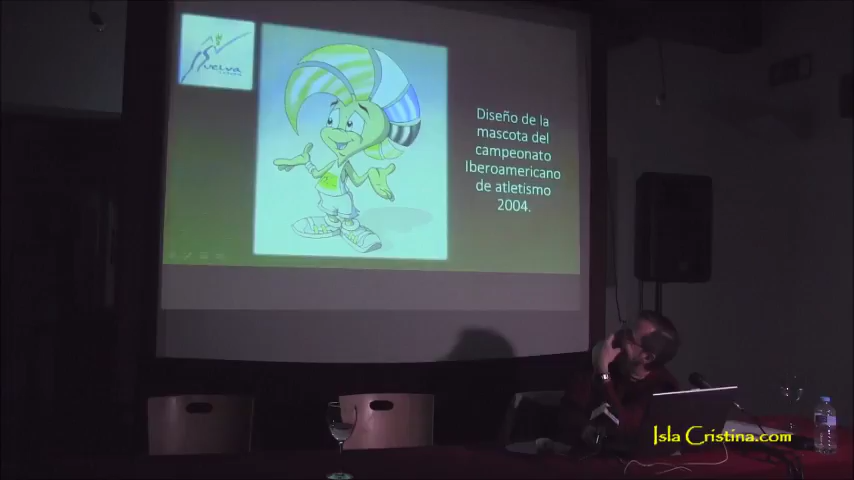 Huelva
Diseño de la
mascota del
campeonato
Iberoamericano
de atletismo
2004.
Isla Cristina.com